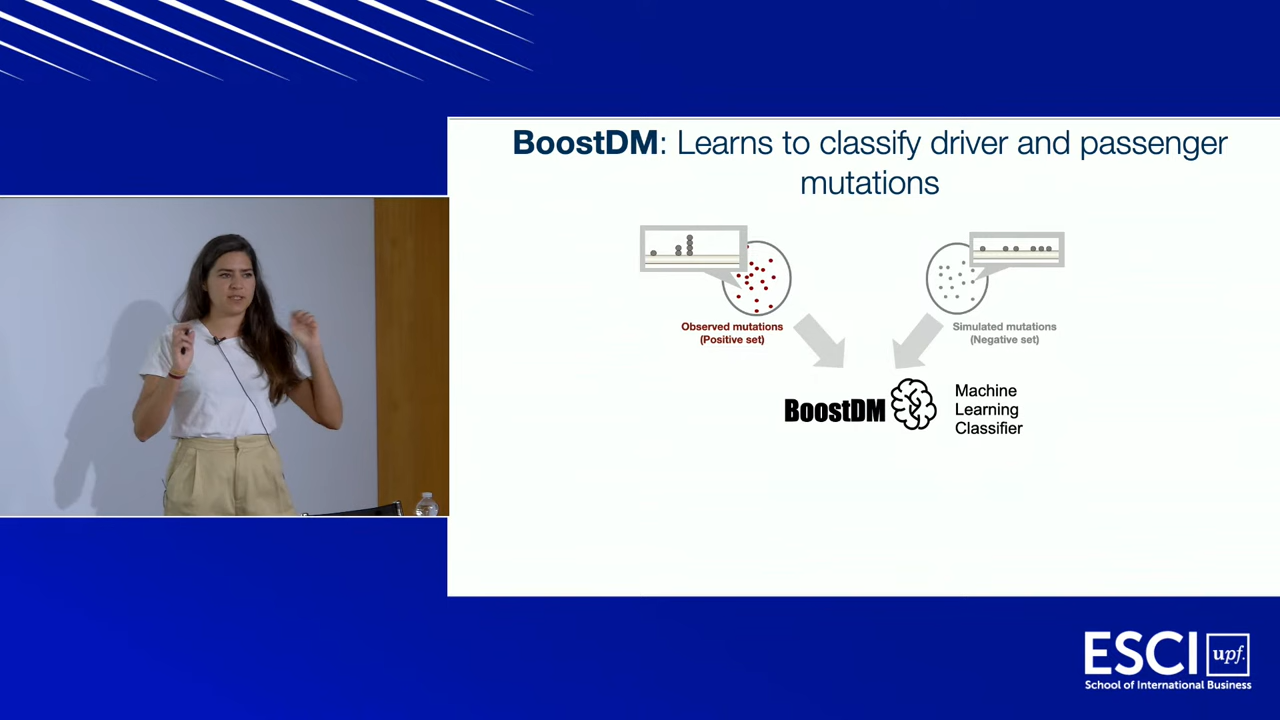 BoostDM: Learns to classify driver and passenger
mutations
Observed mutations
(Positive set)
Simulated mutations
(Negative set)
BoostDM
Machine
Learning
Classifier
ESCI upf.
School of International Business